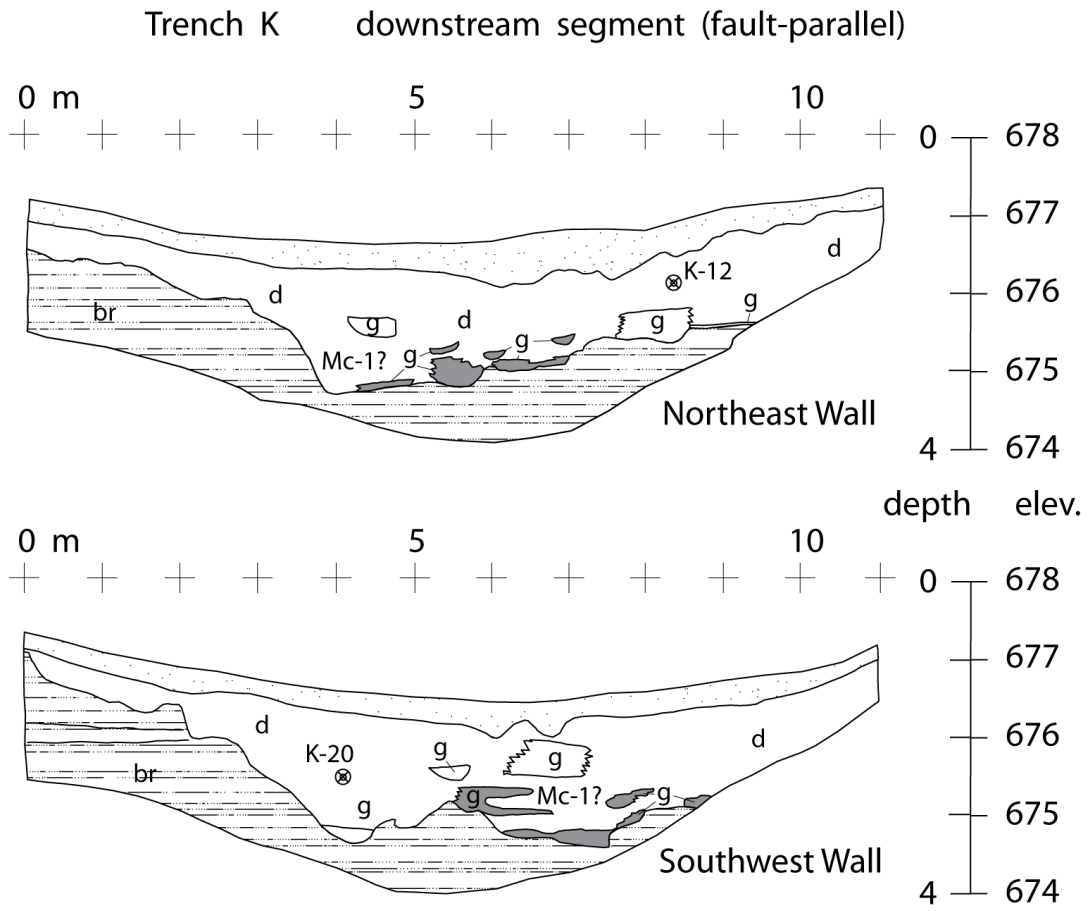 Trench K downstream segment (fault-parallel)
0 m 5 10
0 678
677
d
K-12
676
d
br
g d g g
Mc-1? g g
675
Northeast Wall
4 674
depth elev.
0 m 5 10
0 678
677
d d
676
K-20 g g
br
g g Mc-1? g
675
Southwest Wall
4 674